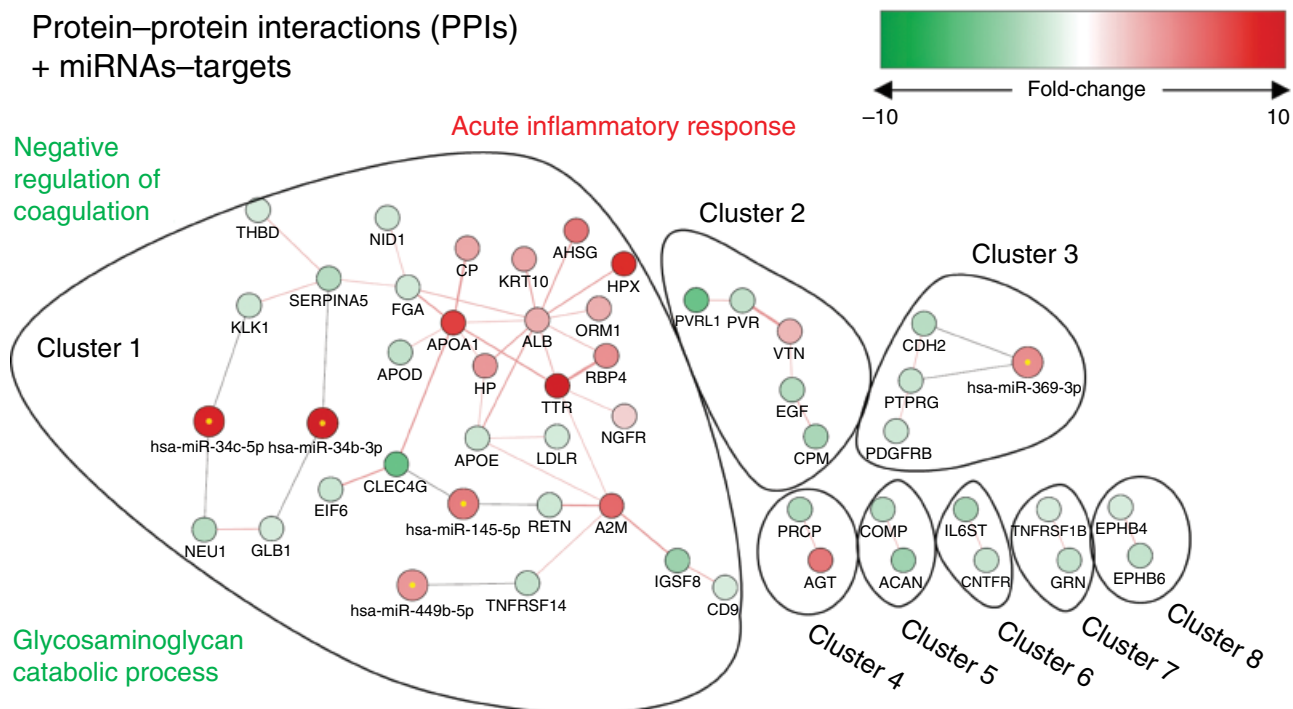 Protein–protein interactions (PPIs)
+ miRNAs–targets
Fold-change
–10
10
Acute inflammatory response
Negative
regulation of
coagulation
Cluster 1
THBD
NID1
CP
KRT10
AHSG
HPX
SERPINA5
FGA
KLK1
APOA1
ALB
ORM1
APOD
HP
RBP4
TTR
NGFR
hsa-miR-34c-5p
hsa-miR-34b-3p
APOE
LDLR
CLEC4G
EIF6
hsa-miR-145-5p
RETN
A2M
NEU1
GLB1
IGSF8
CD9
hsa-miR-449b-5p
TNFRSF14
Glycosaminoglycan
catabolic process
Cluster 2
PVRL1
PVR
VTN
EGF
CPM
Cluster 3
CDH2
hsa-miR-369-3p
PTPRG
PDGFRB
PRCP
AGT
Cluster 4
COMP
ACAN
Cluster 5
IL6ST
CNTFR
Cluster 6
TNFRSF1B
GRN
Cluster 7
EPHB4
EPHB6
Cluster 8